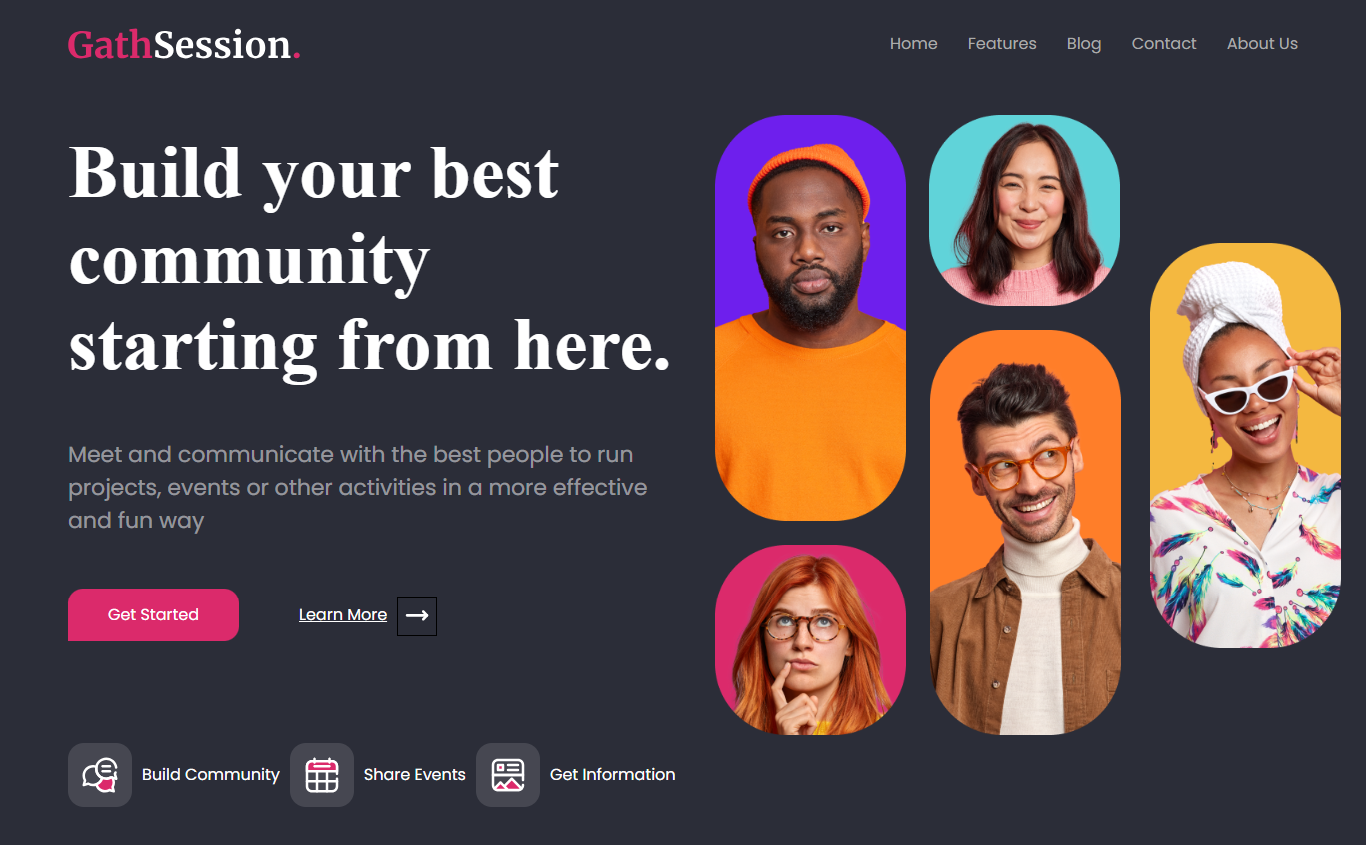 GathSession.
Home Features Blog Contact About Us
Build your best
community
starting from here.
Meet and communicate with the best people to run
projects, events or other activities in a more effective
and fun way
Get Started
Learn More
Build Community
Share Events
Get Information